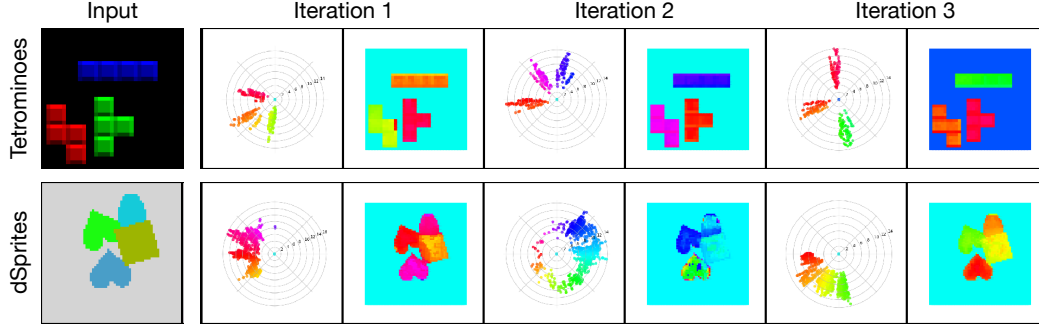 Input Iteration 1 Iteration 2 Iteration 3
Tetrominoes
dSprites